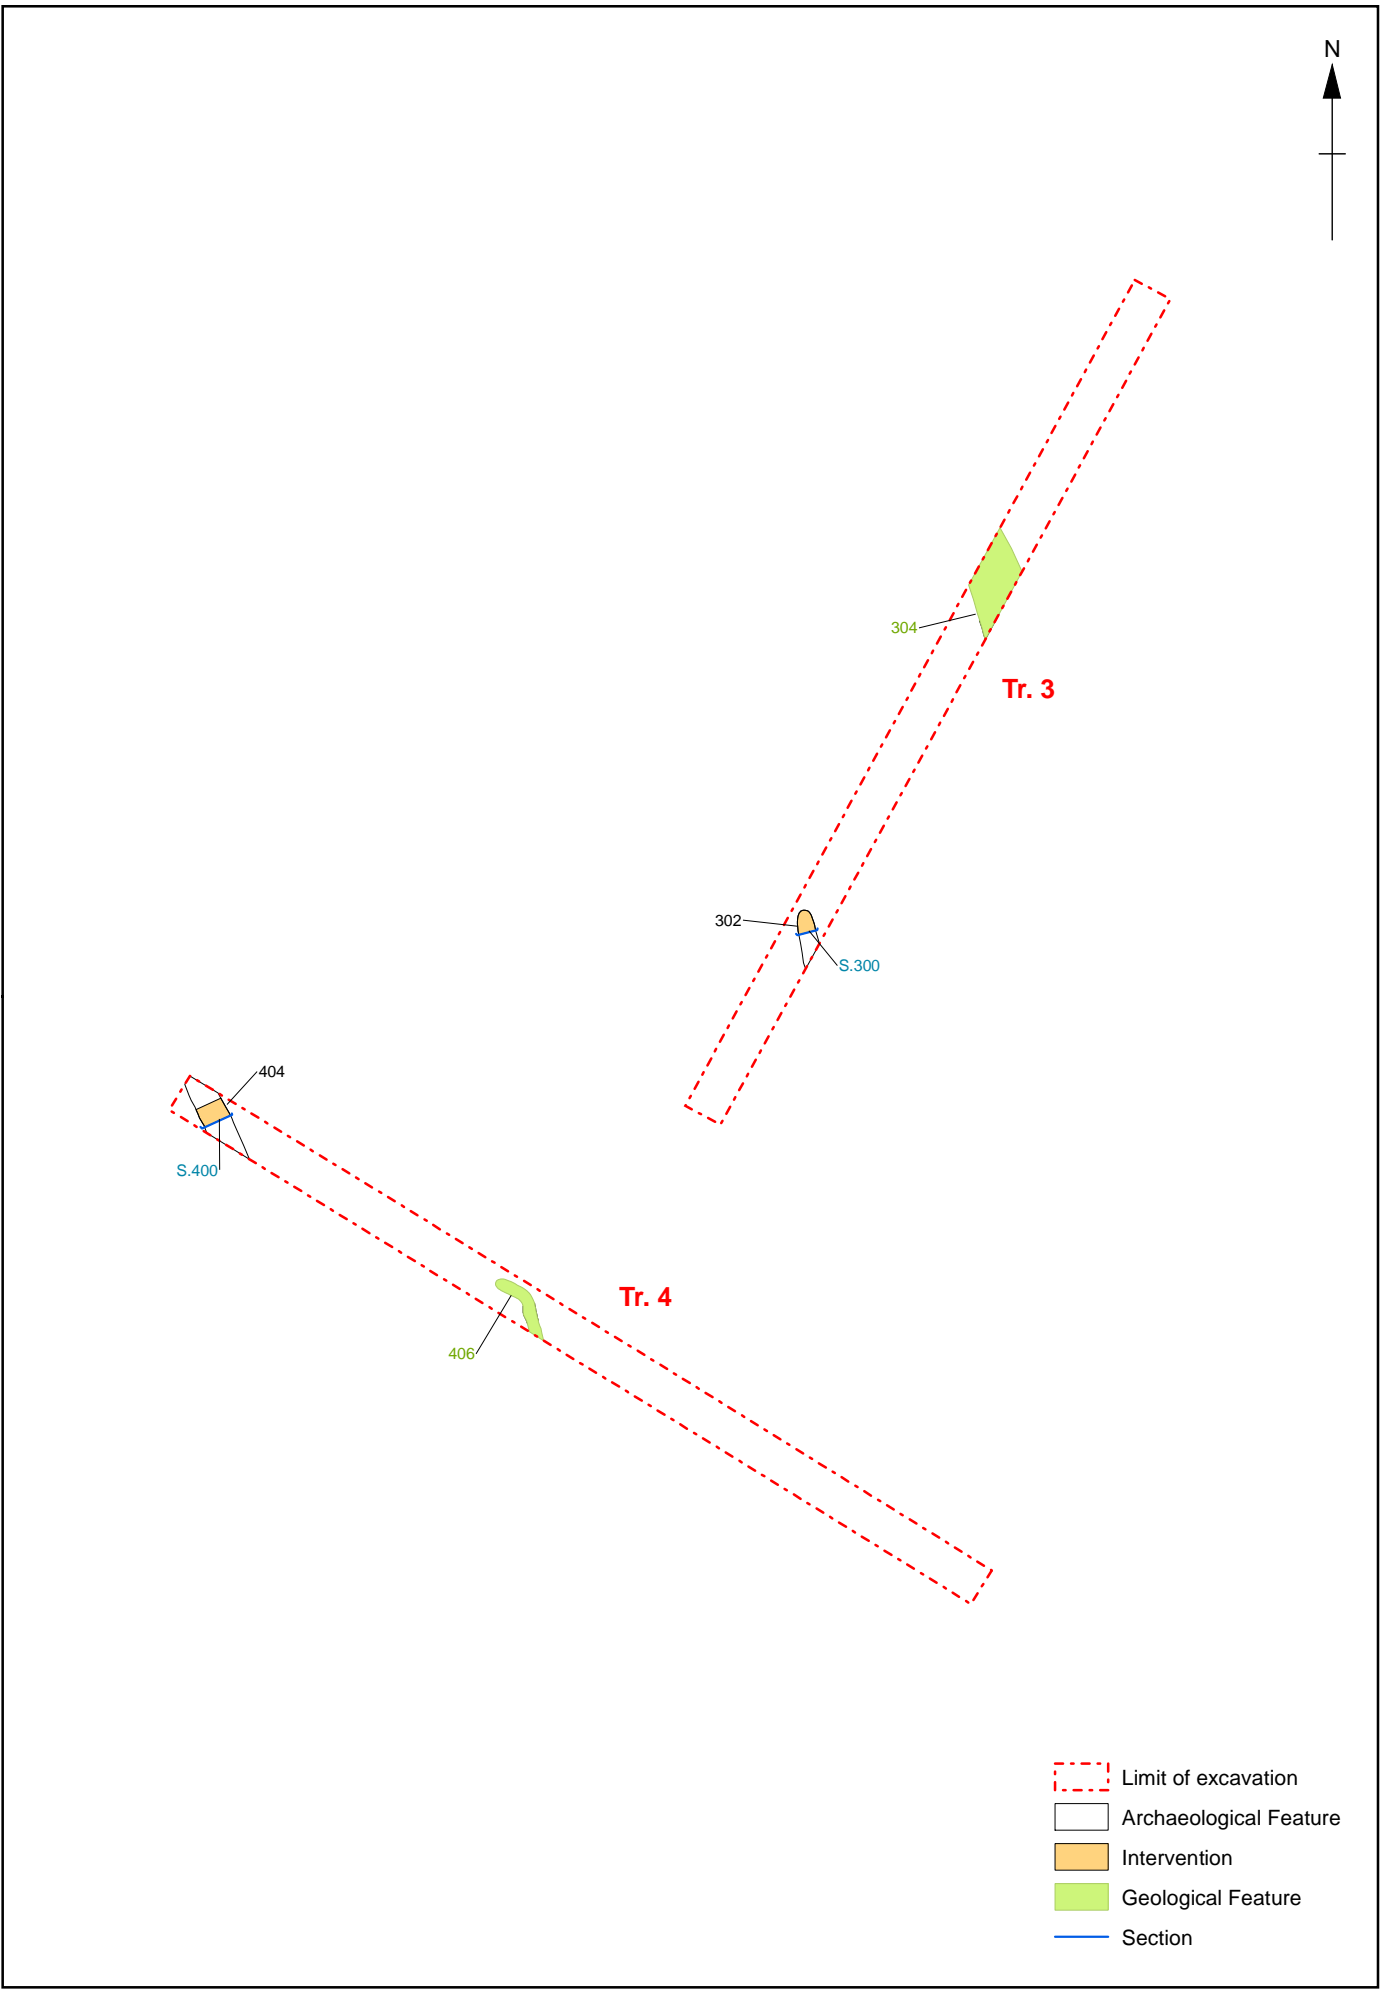 N
304
Tr. 3
302
S.300
404
S.400
Tr. 4
406
Limit of excavation
Archaeological Feature
Intervention
Geological Feature
Section